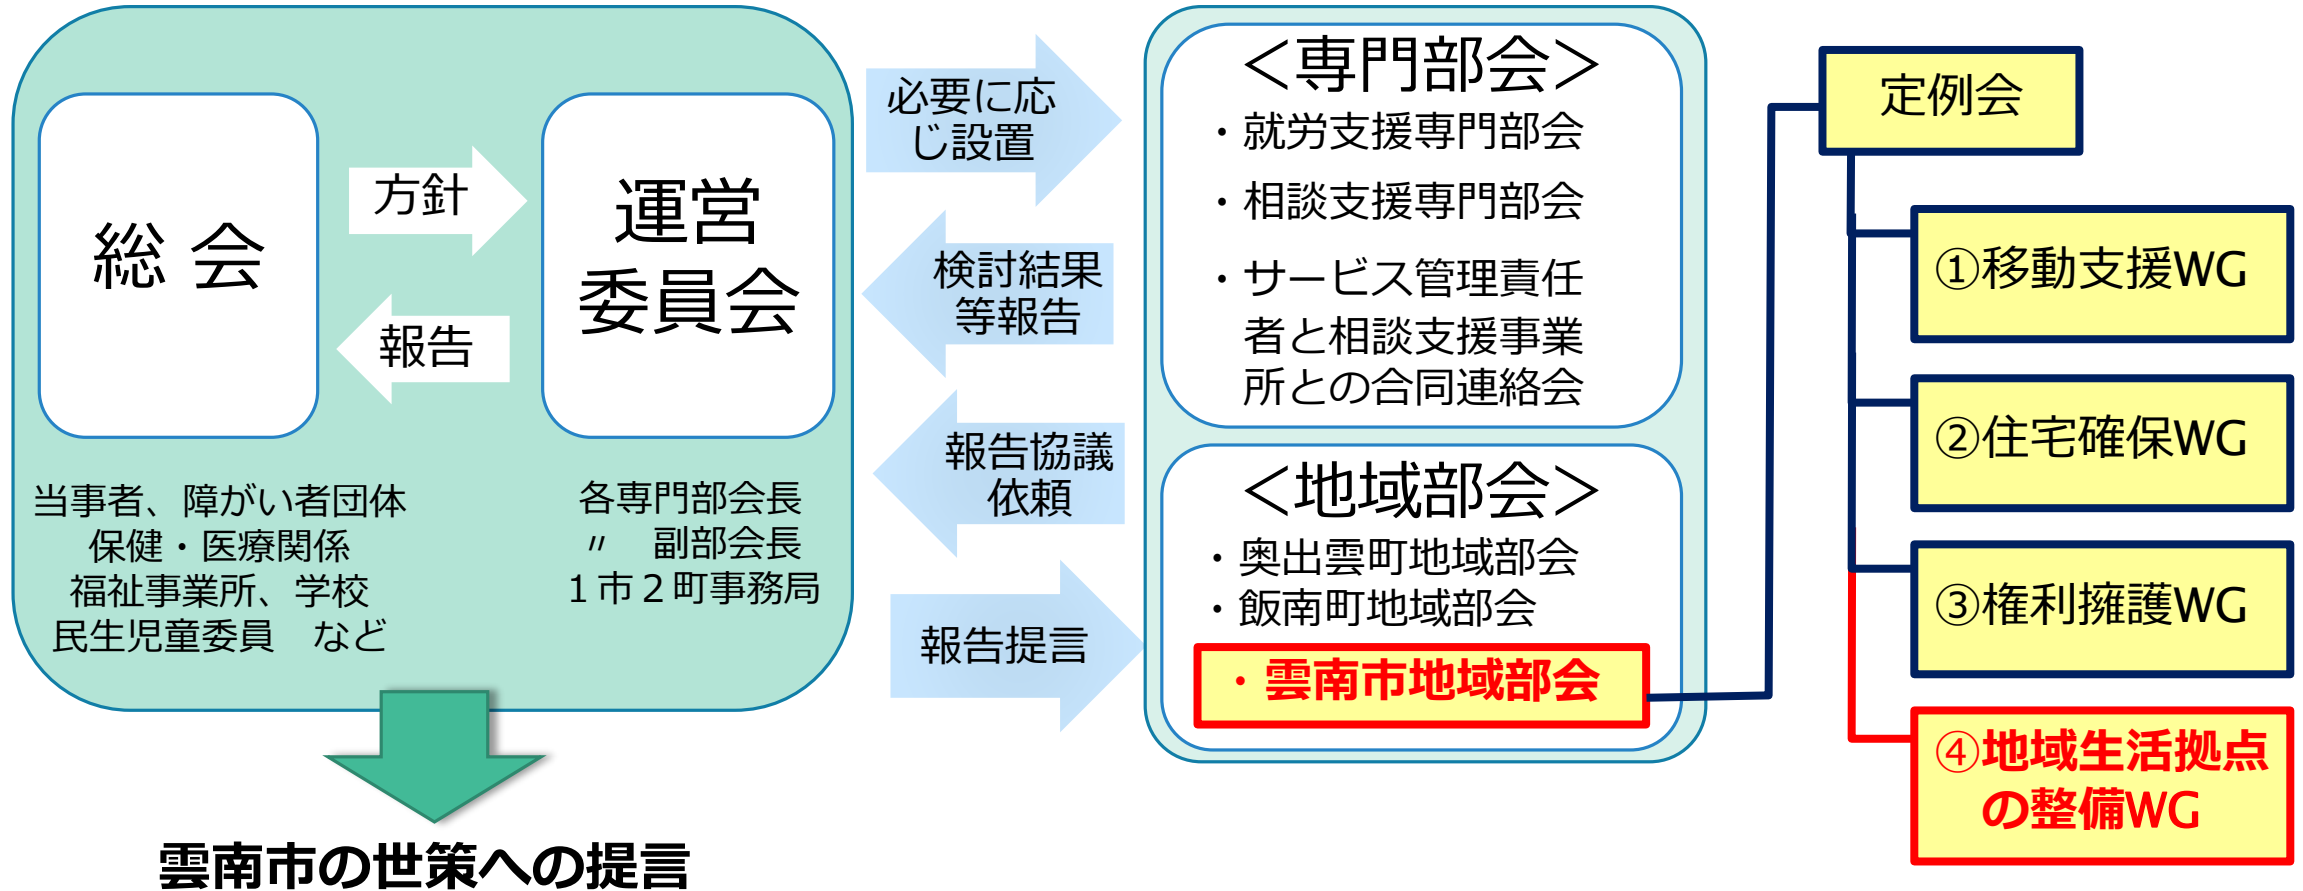 総 会
方針
報告
運営
委員会
当事者、障がい者団体
保健・医療関係
福祉事業所、学校
民生児童委員　など
各専門部会長
〃　副部会長
１市２町事務局
雲南市の世策への提言
必要に応
じ設置
検討結果
等報告
報告協議
依頼
報告提言
＜専門部会＞
・就労支援専門部会
・相談支援専門部会
・サービス管理責任
者と相談支援事業
所との合同連絡会
＜地域部会＞
・奥出雲町地域部会
・飯南町地域部会
・雲南市地域部会
定例会
①移動支援WG
②住宅確保WG
③権利擁護WG
④地域生活拠点
の整備WG